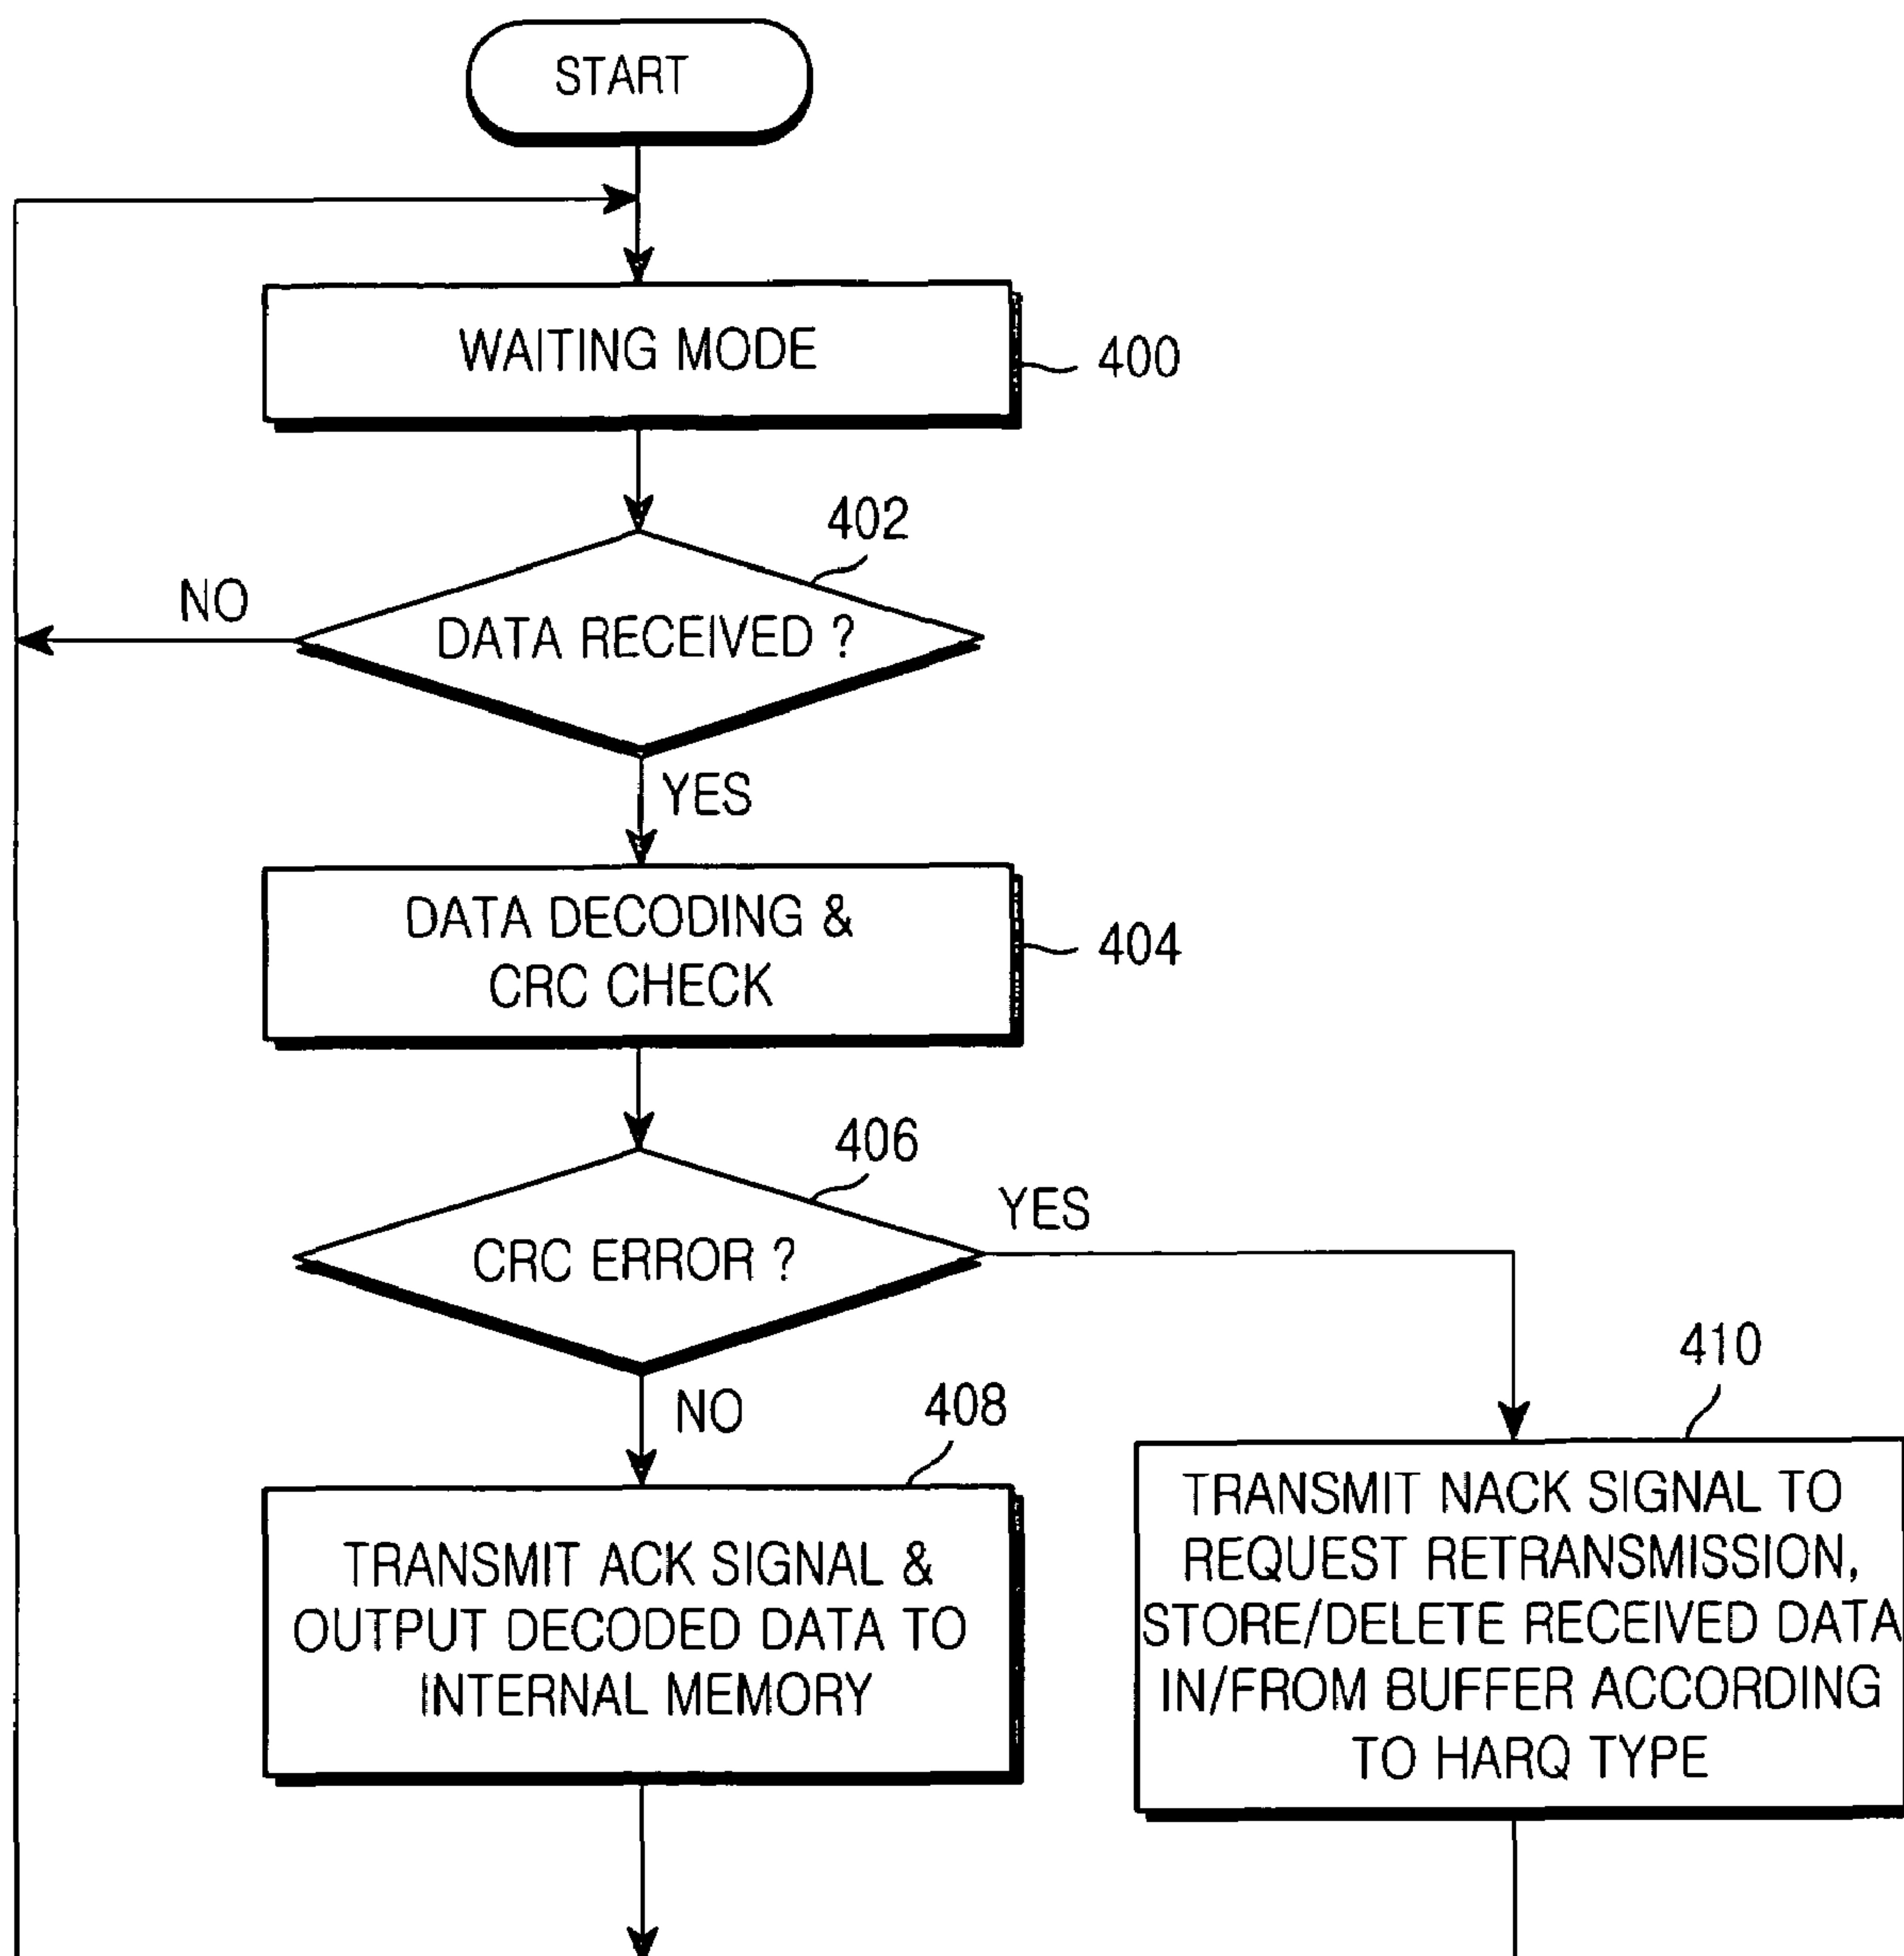 START
WAITING MODE
400
402
NO
DATA RECEIVED ?
YES
DATA DECODING &
CRC CHECK
404
406
YES
CRC ERROR ?
NO
408
410
TRANSMIT ACK SIGNAL &
OUTPUT DECODED DATA TO
INTERNAL MEMORY
TRANSMIT NACK SIGNAL TO
REQUEST RETRANSMISSION,
STORE/DELETE RECEIVED DATA
IN/FROM BUFFER ACCORDING
TO HARQ TYPE